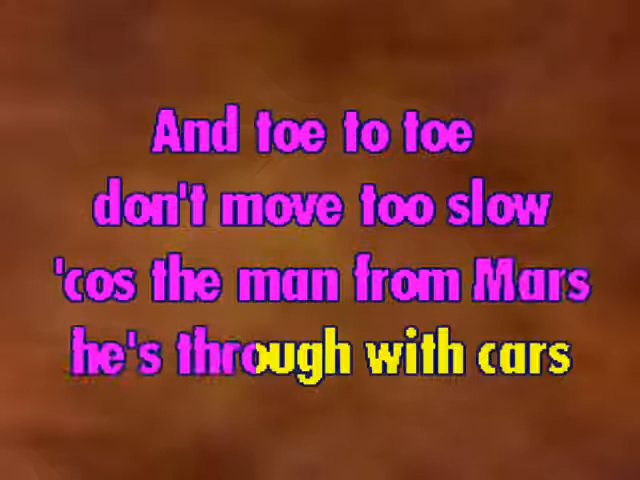 And toe to toe
don't move too slow
'cos the man from Mars
he's through with cars